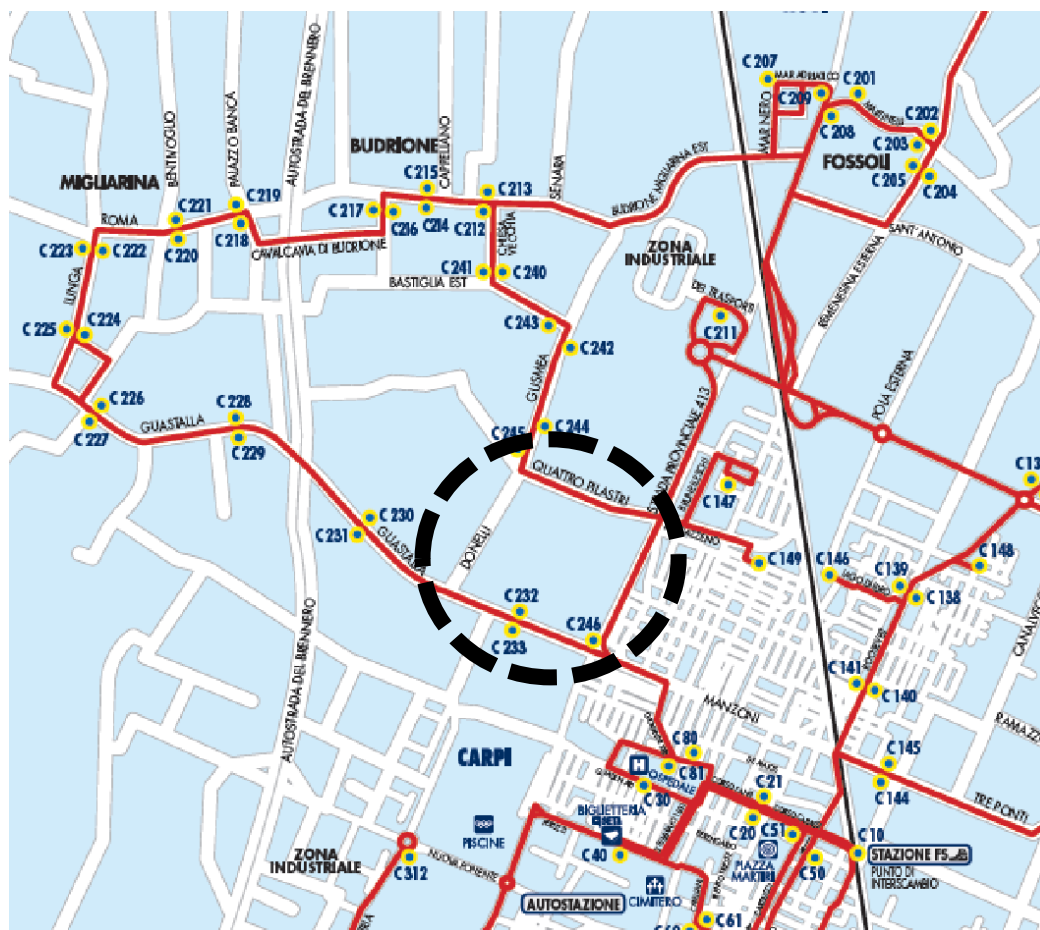 C 207
MAR ADRIATICO
C 201
C 209
MAR NERO
C 208
C 202
C 203
FOSSOLI
C 205
C 204
AUTOSTRADA DEL BRENNERO
PALAZZO BANCA
BENTIVOGLIO
BUDRIONE
C 215
CAPPELLANO
C 213
SENARA
BUDRIONE MIGLIARINA EST
MIGLIARINA
C 219
C 221
ROMA
C 217
C 216
C 214
C 212
CHIESA VECCHIA
C 218
C 220
CAVALCAVIA DI BUDRIONE
C 223
C 222
LUNGA
ZONA
INDUSTRIALE
SANT' ANTONIO
REMENESINA ESTERNA
C 241
C 240
BASTIGLIA EST
DEI TRASPORTI
C 211
C 225
C 224
C 243
C 242
GUSMEA
STRADA PROVINCIALE 413
POLA ESTERNA
C 226
C 227
GUASTALLA
C 228
C 229
C 245
C 244
QUATTRO PILASTRI
C 147
C 13
C 230
C 231
GUASTALLA
DONELLI
C 149
C 146
C 139
C 148
C 138
C 232
C 233
C 246
AUTOSTRADA DEL BRENNERO
C 141
C 140
MANZONI
CARPI
C 80
C 81
H
OSPEDALE
C 30
C 145
C 144
TRE PONTI
C 21
C 20
C 51
C 50
C 10
BIGLIETTERIA
PISCINE
C 40
PIAZZA
MARTIRI
STAZIONE FS
PUNTO DI
INTERSCAMBIO
ZONA
INDUSTRIALE
C 312
NUOVA PONENTE
AUTOSTAZIONE
CIMITERO
C 61